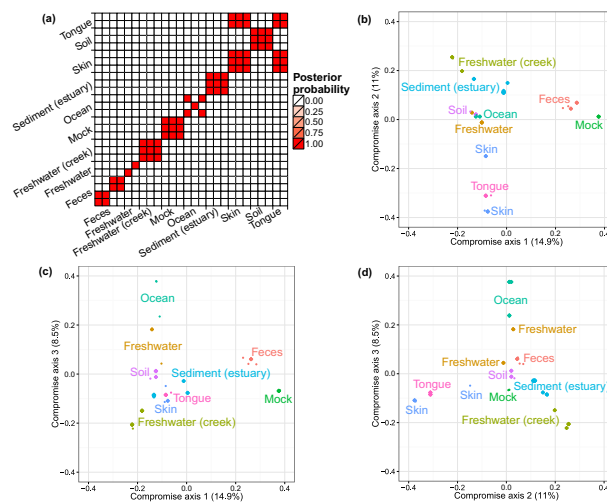 (a)
Tongue
Soil
Skin
Sediment (estuary)
Ocean
Mock
Freshwater (creek)
Freshwater
Feces
Feces
Freshwater
Freshwater (creek)
Mock
Ocean
Sediment (estuary)
Skin
Soil
Tongue
Posterior
probability
0.00
0.25
0.50
0.75
1.00
(b)
Compromise axis 2 (11%)
0.4
0.2
0.0
−0.2
−0.4
Freshwater (creek)
Sediment (estuary)
Feces
Soil
Ocean
Mock
Freshwater
Skin
Tongue
Skin
−0.4
−0.2
0.0
0.2
0.4
Compromise axis 1 (14.9%)
(c)
Compromise axis 3 (8.5%)
0.4
0.2
0.0
−0.2
−0.4
Ocean
Freshwater
Feces
Soil
Sediment (estuary)
Tongue
Mock
Skin
Freshwater (creek)
−0.4
−0.2
0.0
0.2
0.4
Compromise axis 1 (14.9%)
(d)
Compromise axis 3 (8.5%)
0.4
0.2
0.0
−0.2
−0.4
Ocean
Freshwater
Freshwater
Feces
Soil
Tongue
Sediment (estuary
Skin
Skin
Mock
Freshwater (creek)
−0.4
−0.2
0.0
0.2
0.4
Compromise axis 2 (11%)